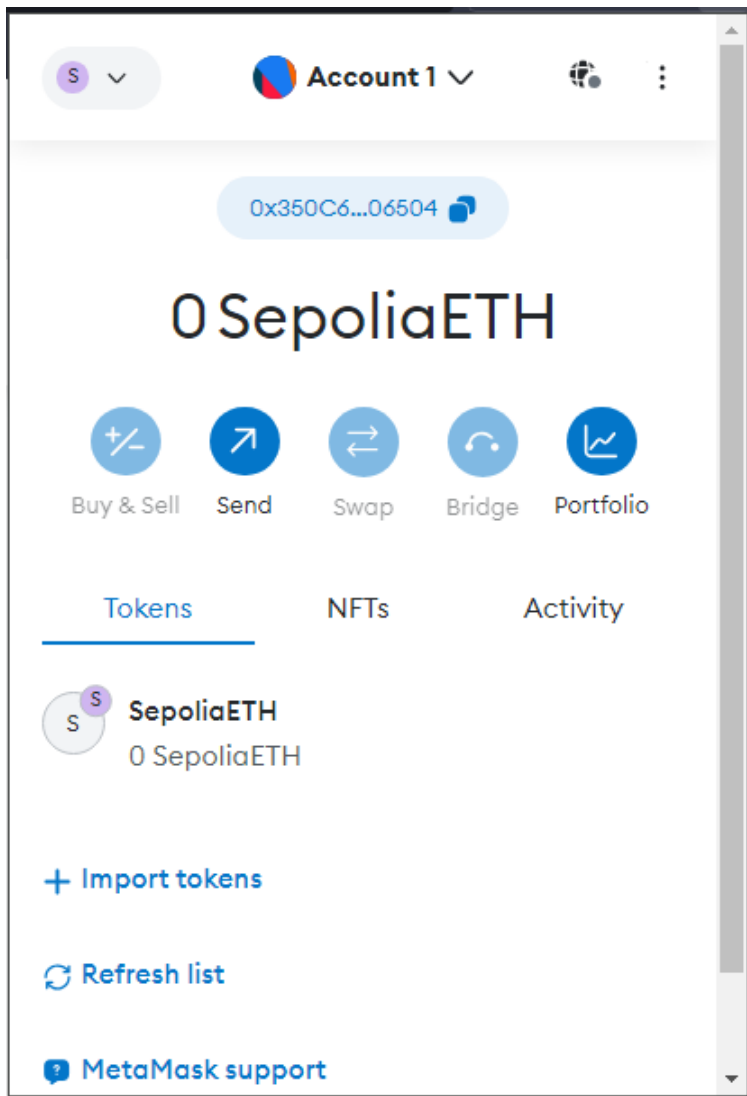 S Account 1
0x350C6...06504
0 SepoliaETH
Buy & Sell Send Swap Bridge Portfolio
Tokens NFTs Activity
S S SepoliaETH
0 SepoliaETH
+ Import tokens
Refresh list
MetaMask support